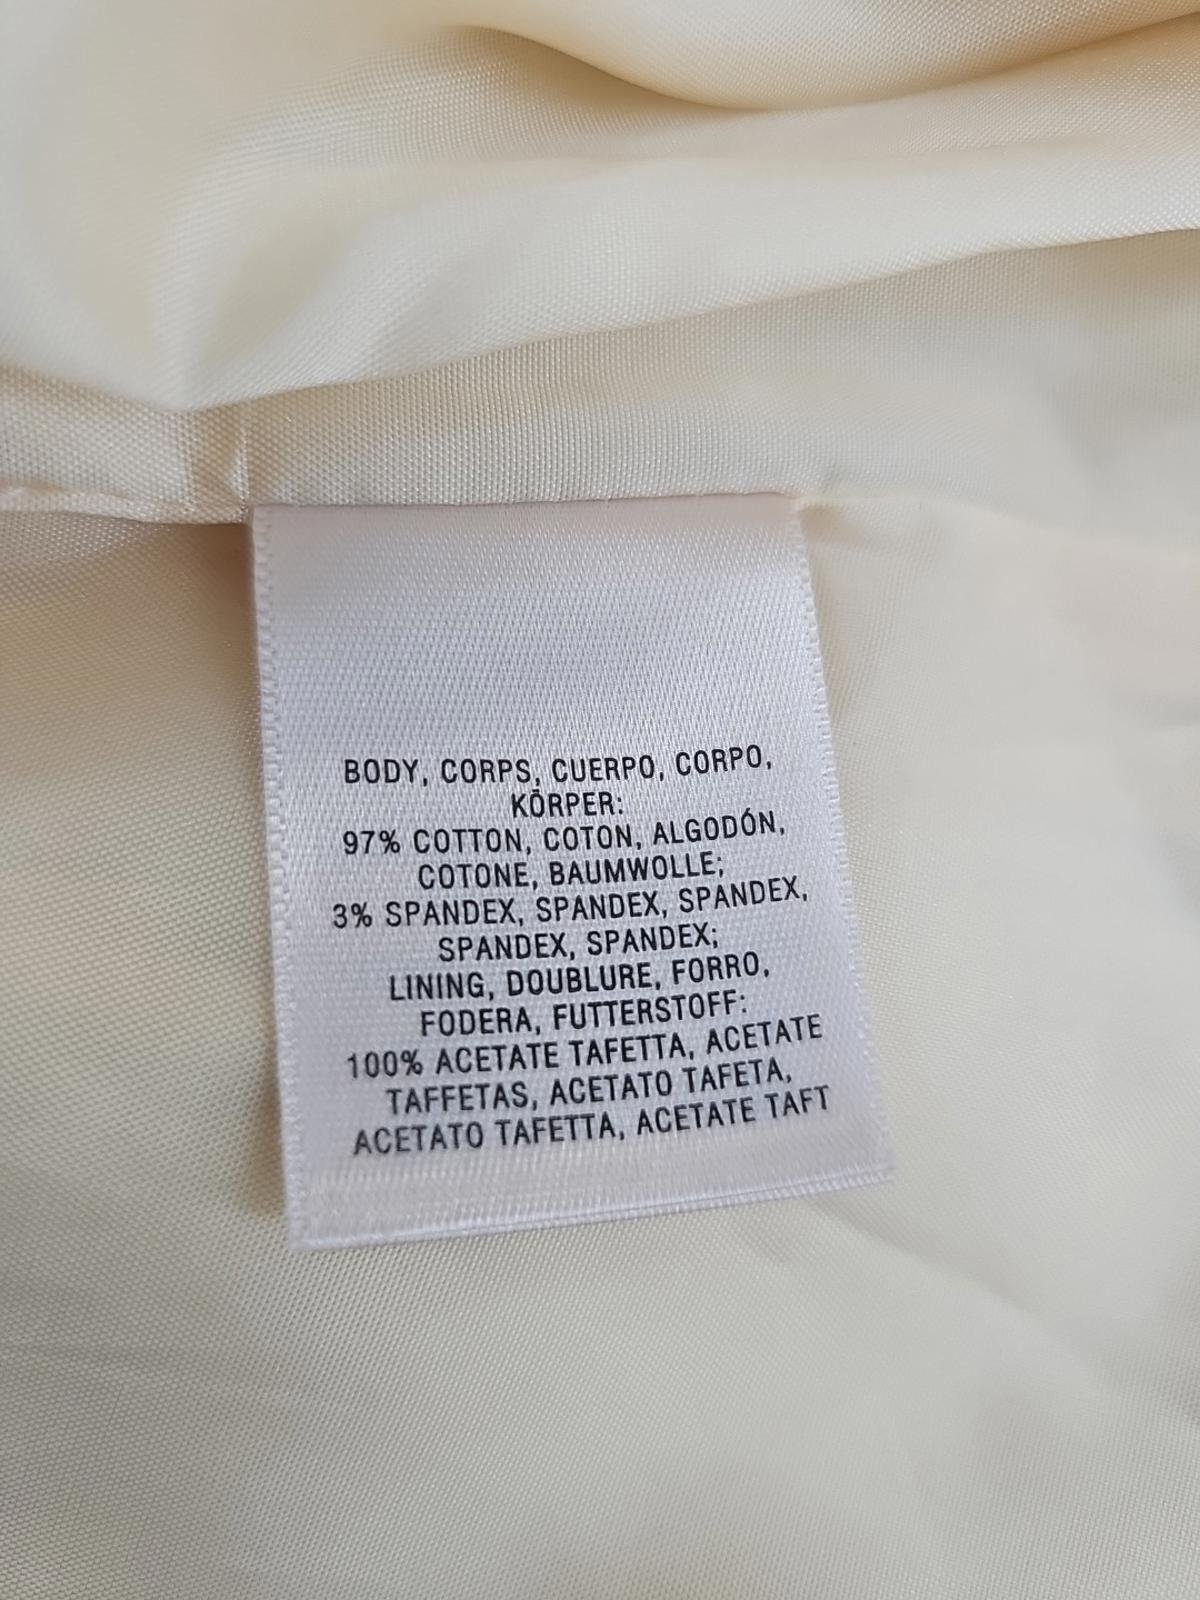 BODY, CORPS, CUERPO, CORPO,
KÖRPER:
97% COTTON, COTON, ALGODÓN,
COTONE, BAUMWOLLE;
3% SPANDEX, SPANDEX, SPANDEX,
SPANDEX, SPANDEX;
LINING, DOUBLURE, FORRO,
FODERA, FUTTERSTOFF:
100% ACETATE TAFETTA, ACETATE
TAFFETAS, ACETATO TAFETA,
ACETATO TAFETTA, ACETATE TAFT